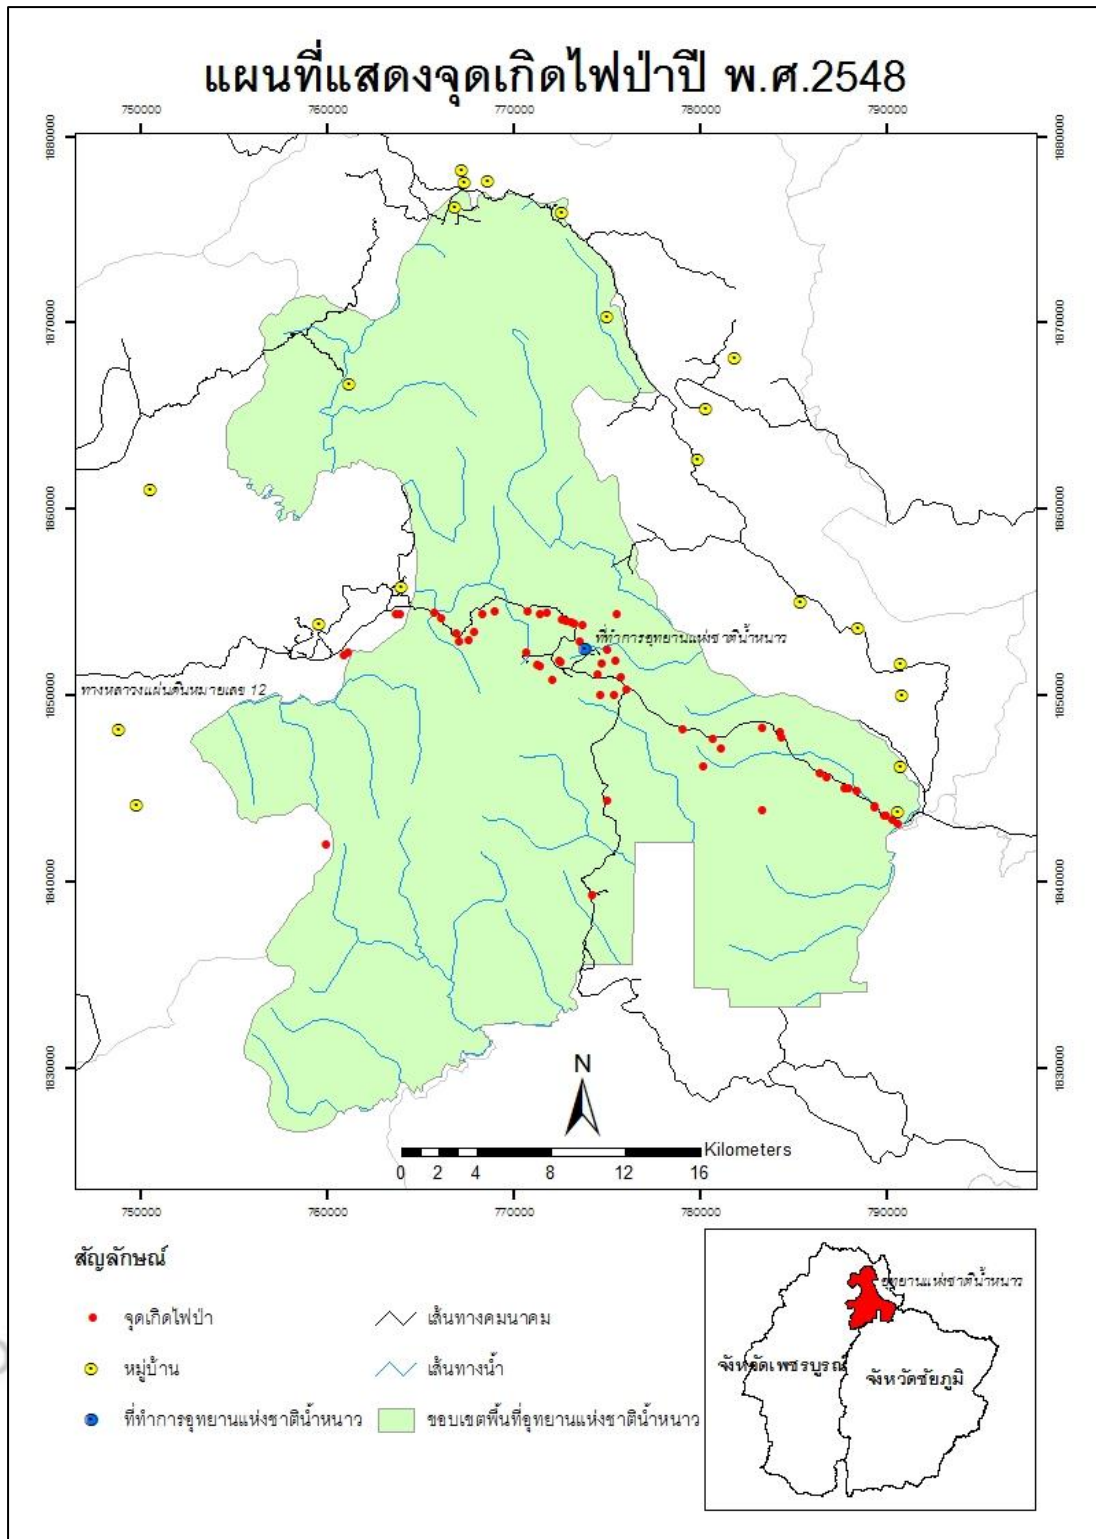 แผนที่แสดงจุดเกิดไฟป่าปี พ.ศ.2548
750000 760000 770000 780000 790000
1880000 1880000
1870000 1870000
1860000 1860000
ที่ทำการอุทยานแห่งชาติน้ำหนาว
ทางหลวงแผ่นดินหมายเลข 12
1850000 1850000
1840000 1840000
1830000 1830000
N
Kilometers
0 2 4 8 12 16
750000 760000 770000 780000 790000
สัญลักษณ์
จุดเกิดไฟป่า
เส้นทางคมนาคม
หมู่บ้าน
เส้นทางน้ำ
ที่ทำการอุทยานแห่งชาติน้ำหนาว
ขอบเขตพื้นที่อุทยานแห่งชาติน้ำหนาว
อุทยานแห่งชาติน้ำหนาว
จังหวัดเพชรบูรณ์
จังหวัดชัยภูมิ